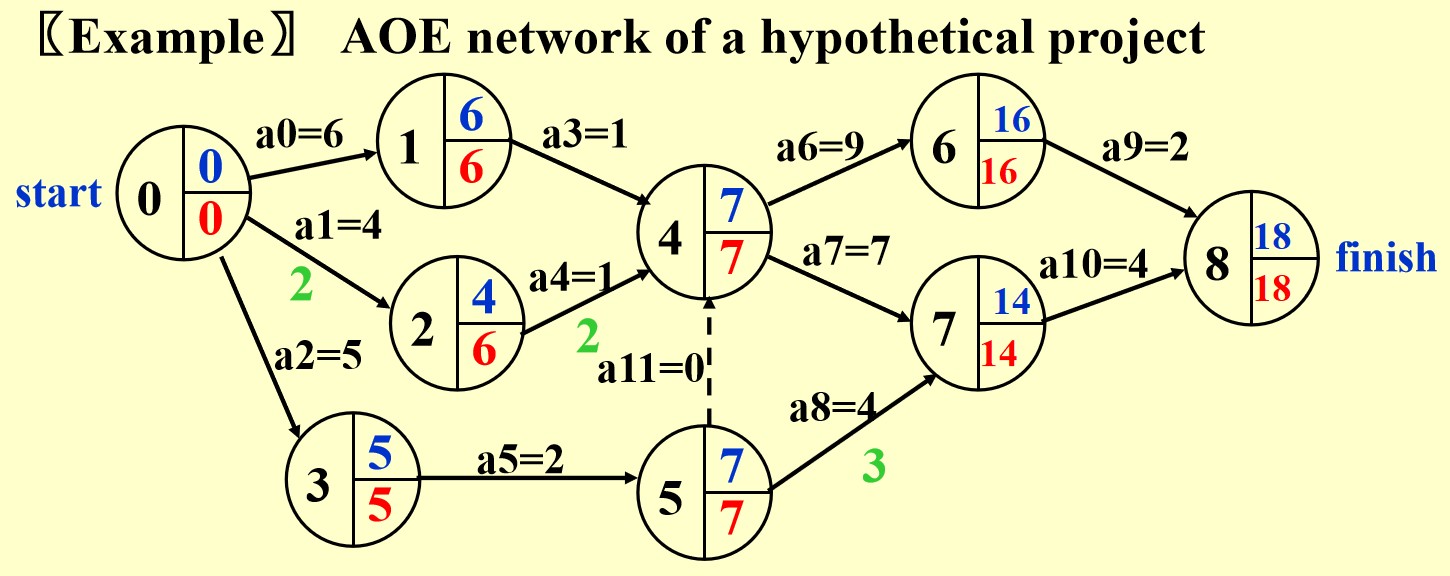 〖Example〗 AOE network of a hypothetical project
start
0
0
0
a0=6
a1=4
2
a2=5
1
6
6
a3=1
2
4
6
a4=1
2
3
5
5
a5=2
4
7
7
a11=0
5
7
7
a6=9
a7=7
a8=4
3
6
16
16
a9=2
7
14
14
a10=4
8
18
18
finish